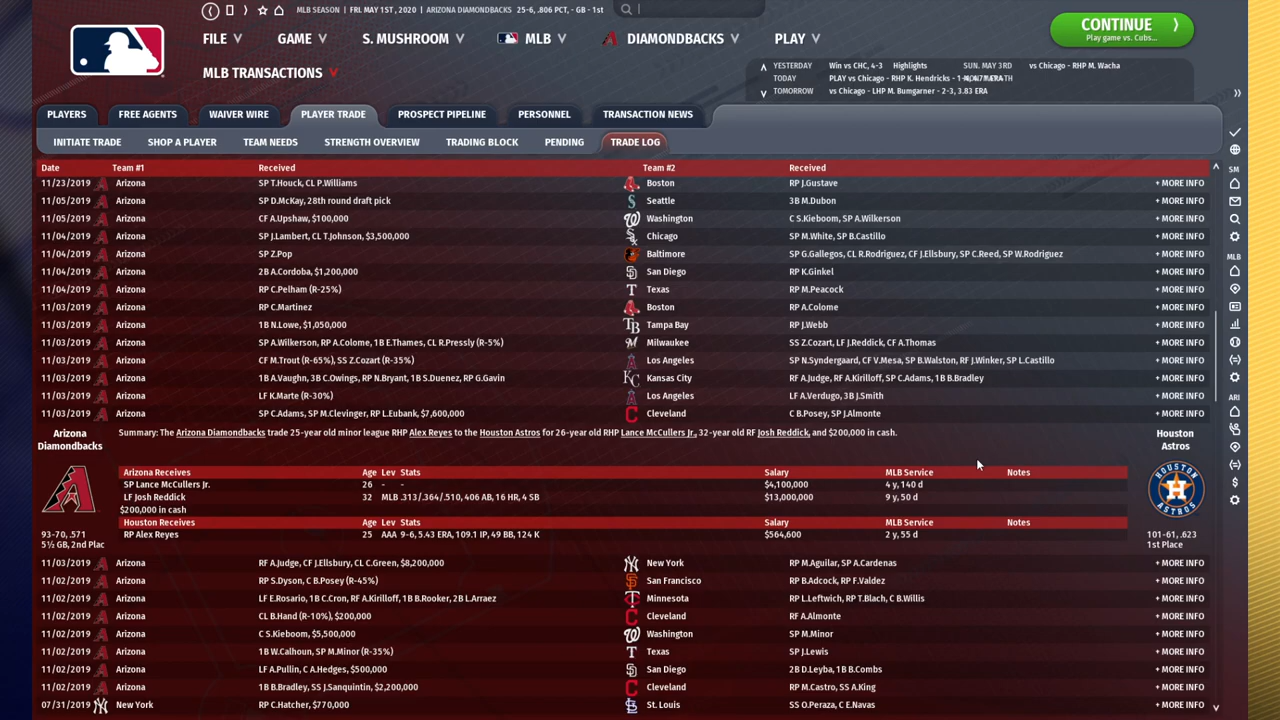 MLB SEASON | FRI. MAY 1ST, 2020 | ARIZONA DIAMONDBACKS 25-6, .806 PCT, - GB - 1st
FILE GAME S. MUSHROOM MLB DIAMONDBACKS PLAY
CONTINUE
Play game vs. Cubs...
MLB TRANSACTIONS
YESTERDAY Win vs CHC, 4-3 Highlights SUN. MAY 3RD vs Chicago - RHP M. Wacha
TODAY PLAY vs Chicago - RHP K. Hendricks -
TOMORROW vs Chicago - LHP M. Bumgarner - 2-3, 3.83 ERA
PLAYERS FREE AGENTS WAIVER WIRE PLAYER TRADE PROSPECT PIPELINE PERSONNEL TRANSACTION NEWS
INITIATE TRADE SHOP A PLAYER TEAM NEEDS STRENGTH OVERVIEW TRADING BLOCK PENDING TRADE LOG
Date Team #1 Received Team #2 Received
11/23/2019 Arizona SP T.Houck, CL P.Williams Boston RP J.Gustave + MORE INFO
11/05/2019 Arizona SP D.McKay, 28th round draft pick Seattle 3B M.Dubon + MORE INFO
11/05/2019 Arizona CF A.Upshaw, $100,000 Washington C S.Kieboom, SP A.Wilkerson + MORE INFO
11/04/2019 Arizona SP J.Lambert, CL T.Johnson, $3,500,000 Chicago SP M.White, SP B.Castillo + MORE INFO
11/04/2019 Arizona SP Z.Pop Baltimore SP G.Gallegos, CL R.Rodriguez, CF J.Ellsbury, SP C.Reed, SP W.Rodriguez + MORE INFO
11/04/2019 Arizona 2B A.Cordoba, $1,200,000 San Diego RP K.Ginkel + MORE INFO
11/04/2019 Arizona RP C.Pelham (R-25%) Texas RP M.Peacock + MORE INFO
11/03/2019 Arizona RP C.Martinez Boston RP A.Colome + MORE INFO
11/03/2019 Arizona 1B N.Lowe, $1,050,000 Tampa Bay RP J.Webb + MORE INFO
11/03/2019 Arizona SP A.Wilkerson, RP A.Colome, 1B E.Thames, CL R.Pressly (R-5%) Milwaukee SS Z.Cozart, LF J.Reddick, CF A.Thomas + MORE INFO
11/03/2019 Arizona CF M.Trout (R-65%), SS Z.Cozart (R-35%) Los Angeles SP N.Syndergaard, CF V.Mesa, SP B.Walston, RF J.Winker, SP L.Castillo + MORE INFO
11/03/2019 Arizona 1B A.Vaughn, 3B C.Owings, RP N.Bryant, 1B S.Duenez, RP G.Gavin Kansas City RF A.Judge, RF A.Kirilloff, SP C.Adams, 1B B.Bradley + MORE INFO
11/03/2019 Arizona LF K.Marte (R-30%) Los Angeles LF A.Verdugo, 3B J.Smith + MORE INFO
11/03/2019 Arizona SP C.Adams, SP M.Clevinger, RP L.Eubank, $7,600,000 Cleveland C B.Posey, SP J.Almonte + MORE INFO
Arizona Diamondbacks Summary: The Arizona Diamondbacks trade 25-year old minor league RHP Alex Reyes to the Houston Astros for 26-year old RHP Lance McCullers Jr., 32-year old RF Josh Reddick, and $200,000 in cash. Houston Astros
Arizona Receives Age Lev Stats Salary MLB Service Notes
SP Lance McCullers Jr. 26 - - $4,100,000 4 y, 140 d
LF Josh Reddick 32 MLB .313/.364/.510, 406 AB, 16 HR, 4 SB $13,000,000 9 y, 50 d
$200,000 in cash
Houston Receives Age Lev Stats Salary MLB Service Notes
RP Alex Reyes 25 AAA 9-6, 5.43 ERA, 109.1 IP, 49 BB, 124 K $564,600 2 y, 55 d
93-70, .571 101-61, .623
5½ GB, 2nd Plac 1st Place
11/03/2019 Arizona RF A.Judge, CF J.Ellsbury, CL C.Green, $8,200,000 New York RP M.Aguilar, SP A.Cardenas + MORE INFO
11/02/2019 Arizona RP S.Dyson, C B.Posey (R-45%) San Francisco RP B.Adcock, RP F.Valdez + MORE INFO
11/02/2019 Arizona LF E.Rosario, 1B C.Cron, RF A.Kirilloff, 1B B.Rooker, 2B L.Arraez Minnesota RP L.Leftwich, RP T.Blach, C B.Willis + MORE INFO
11/02/2019 Arizona CL B.Hand (R-10%), $200,000 Cleveland RF A.Almonte + MORE INFO
11/02/2019 Arizona C S.Kieboom, $5,500,000 Washington SP M.Minor + MORE INFO
11/02/2019 Arizona 1B W.Calhoun, SP M.Minor (R-35%) Texas SP J.Lewis + MORE INFO
11/02/2019 Arizona LF A.Pullin, C A.Hedges, $500,000 San Diego 2B D.Leyba, 1B B.Combs + MORE INFO
11/02/2019 Arizona 1B B.Bradley, SS J.Sanquintin, $2,200,000 Cleveland RP M.Castro, SS A.King + MORE INFO
07/31/2019 New York RP C.Hatcher, $770,000 St. Louis SS O.Peraza, C E.Navas + MORE INFO
SM
MLB
ARI